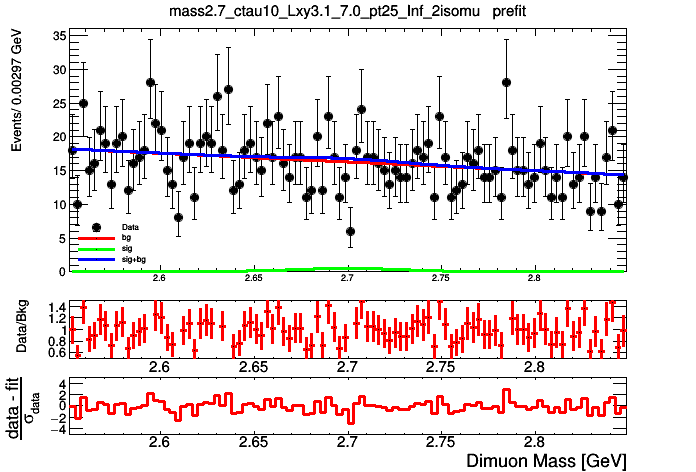 mass2.7_ctau10_Lxy3.1_7.0_pt25_Inf_2isomu prefit
Events/ 0.00297 GeV
35
30
25
20
15
10
5
0
Data
bg
sig
sig+bg
2.6 2.65 2.7 2.75 2.8
Data/Bkg
1.4
1.2
1
0.8
0.6
2.6 2.65 2.7 2.75 2.8
data - fit
σdata
4
2
0
−2
−4
2.6 2.65 2.7 2.75 2.8
Dimuon Mass [GeV]